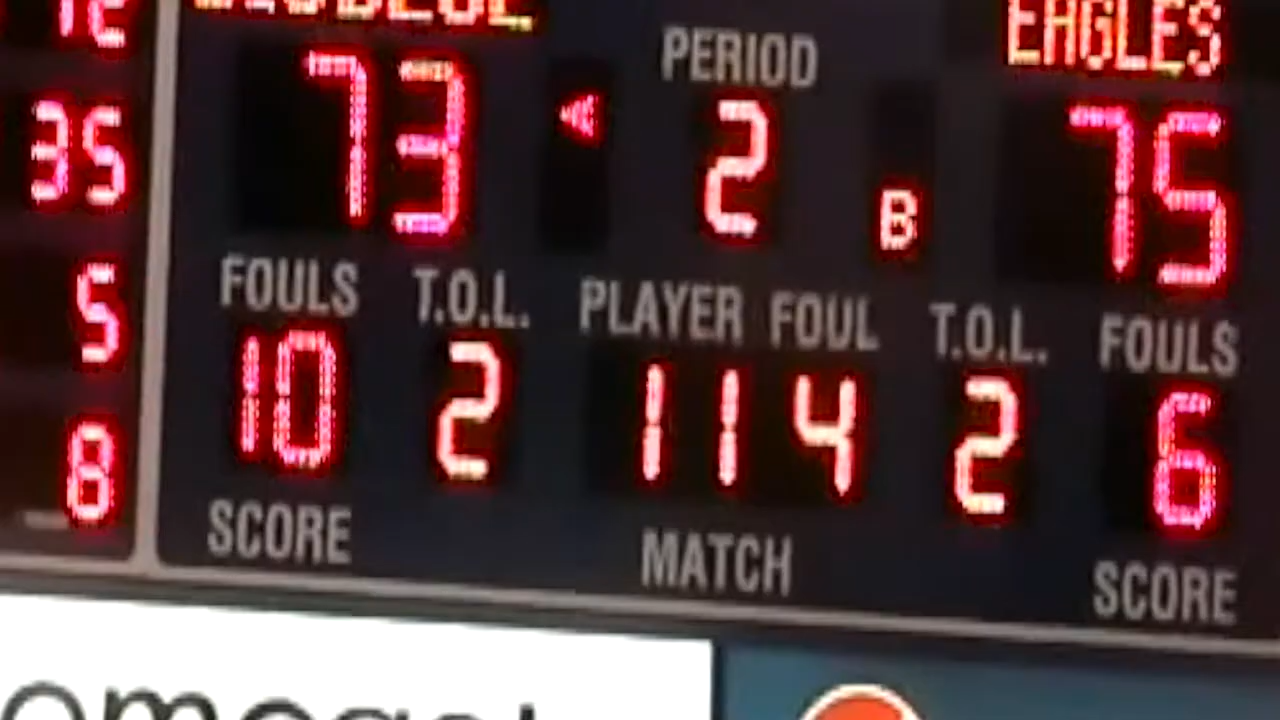 EAGLES
PERIOD
73 2 B 75
35
FOULS T.O.L. PLAYER FOUL T.O.L. FOULS
5
10 2 11 4 2 6
8
SCORE MATCH SCORE